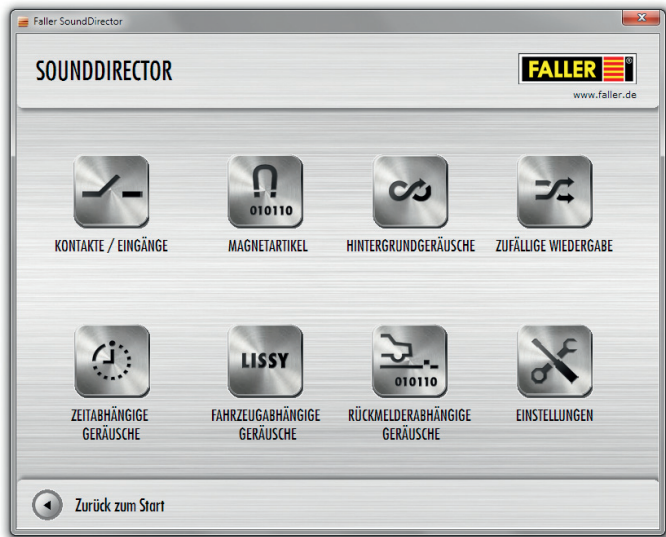 Faller SoundDirector
SOUNDDIRECTOR
FALLER
®
www.faller.de
010110
KONTAKTE / EINGÄNGE
MAGNETARTIKEL
HINTERGRUNDGERÄUSCHE
ZUFÄLLIGE WIEDERGABE
LISSY
010110
ZEITABHÄNGIGE
GERÄUSCHE
FAHRZEUGABHÄNGIGE
GERÄUSCHE
RÜCKMELDERABHÄNGIGE
GERÄUSCHE
EINSTELLUNGEN
Zurück zum Start